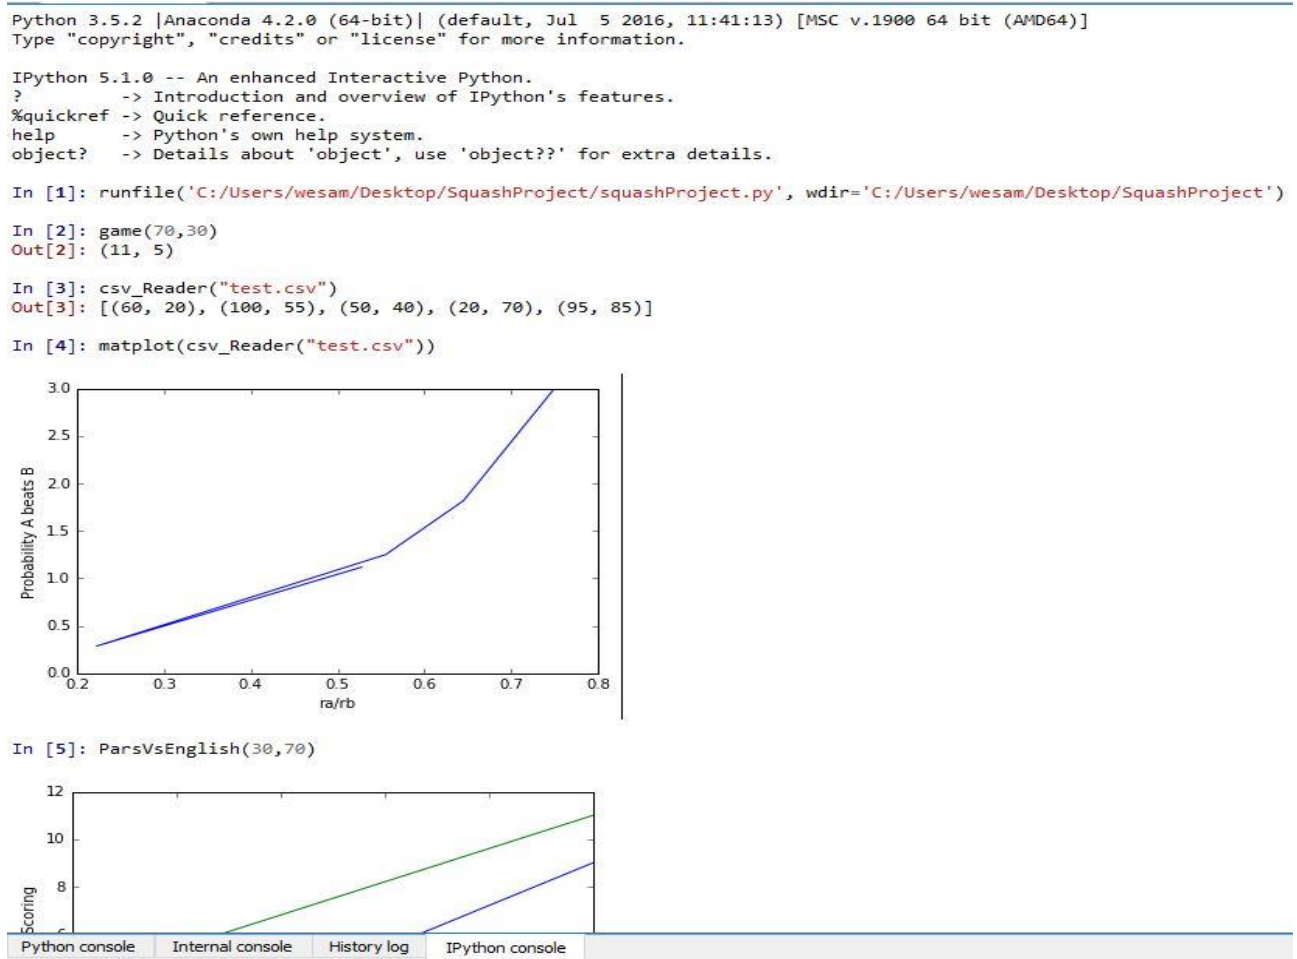 Python 3.5.2 |Anaconda 4.2.0 (64-bit)| (default, Jul  5 2016, 11:41:13) [MSC v.1900 64 bit (AMD64)]
Type "copyright", "credits" or "license" for more information.
IPython 5.1.0 -- An enhanced Interactive Python.
?         -> Introduction and overview of IPython's features.
%quickref -> Quick reference.
help      -> Python's own help system.
object?   -> Details about 'object', use 'object??' for extra details.
In [1]: runfile('C:/Users/wesam/Desktop/SquashProject/squashProject.py', wdir='C:/Users/wesam/Desktop/SquashProject')
In [2]: game(70,30)
Out[2]: (11, 5)
In [3]: csv_Reader("test.csv")
Out[3]: [(60, 20), (100, 55), (50, 40), (20, 70), (95, 85)]
In [4]: matplot(csv_Reader("test.csv"))
3.0
2.5
2.0
1.5
1.0
0.5
0.0
Probability A beats B
0.2 0.3 0.4 0.5 0.6 0.7 0.8
ra/rb
In [5]: ParsVsEnglish(30,70)
12
10
8
6
Scoring
Python console Internal console History log IPython console